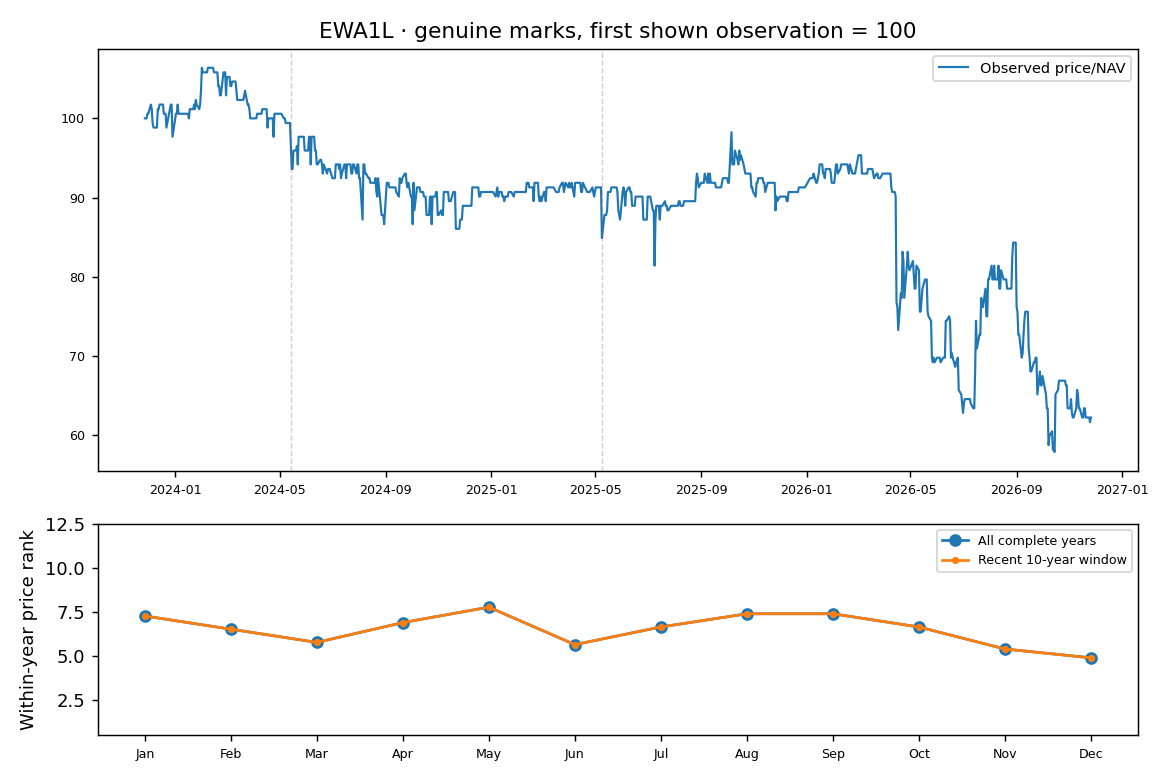 EWA1L · genuine marks, first shown observation = 100
Observed price/NAV
100
90
80
70
60
2024-01 2024-05 2024-09 2025-01 2025-05 2025-09 2026-01 2026-05 2026-09 2027-01
Within-year price rank
12.5
10.0
7.5
5.0
2.5
All complete years
Recent 10-year window
Jan Feb Mar Apr May Jun Jul Aug Sep Oct Nov Dec